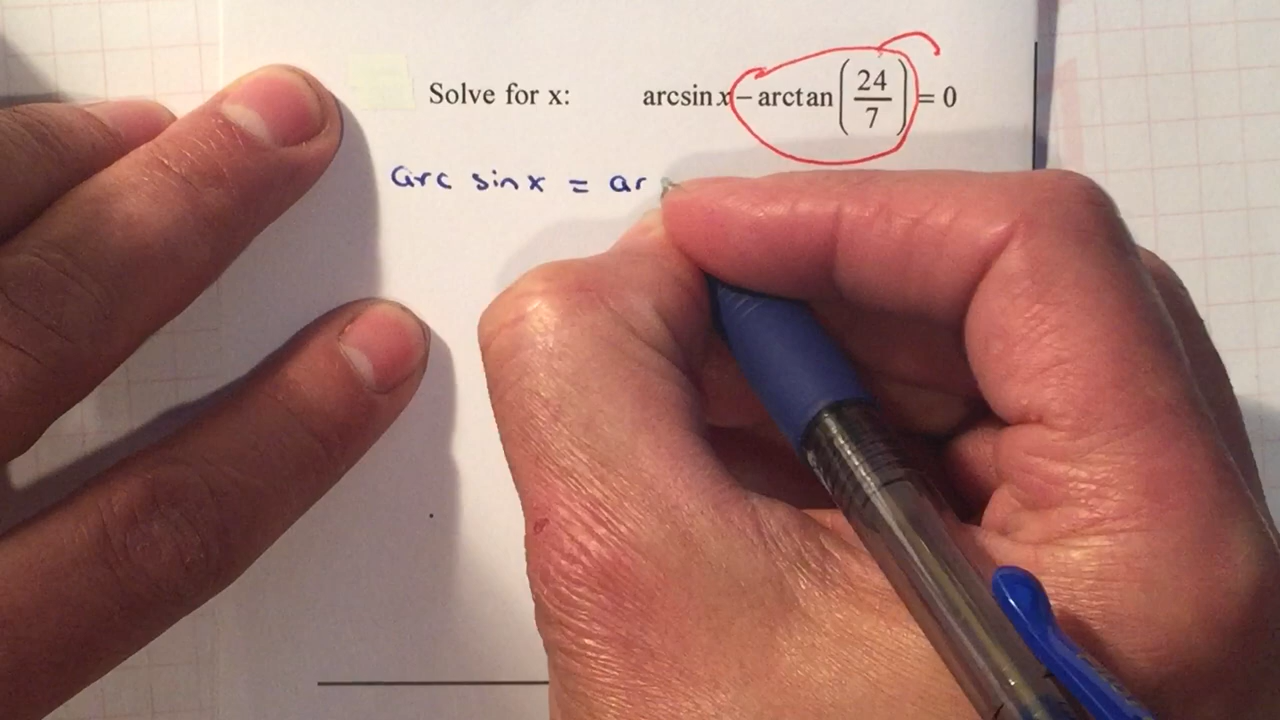 Solve for x: arcsin x − arctan (24/7) = 0
arc sin x = ar